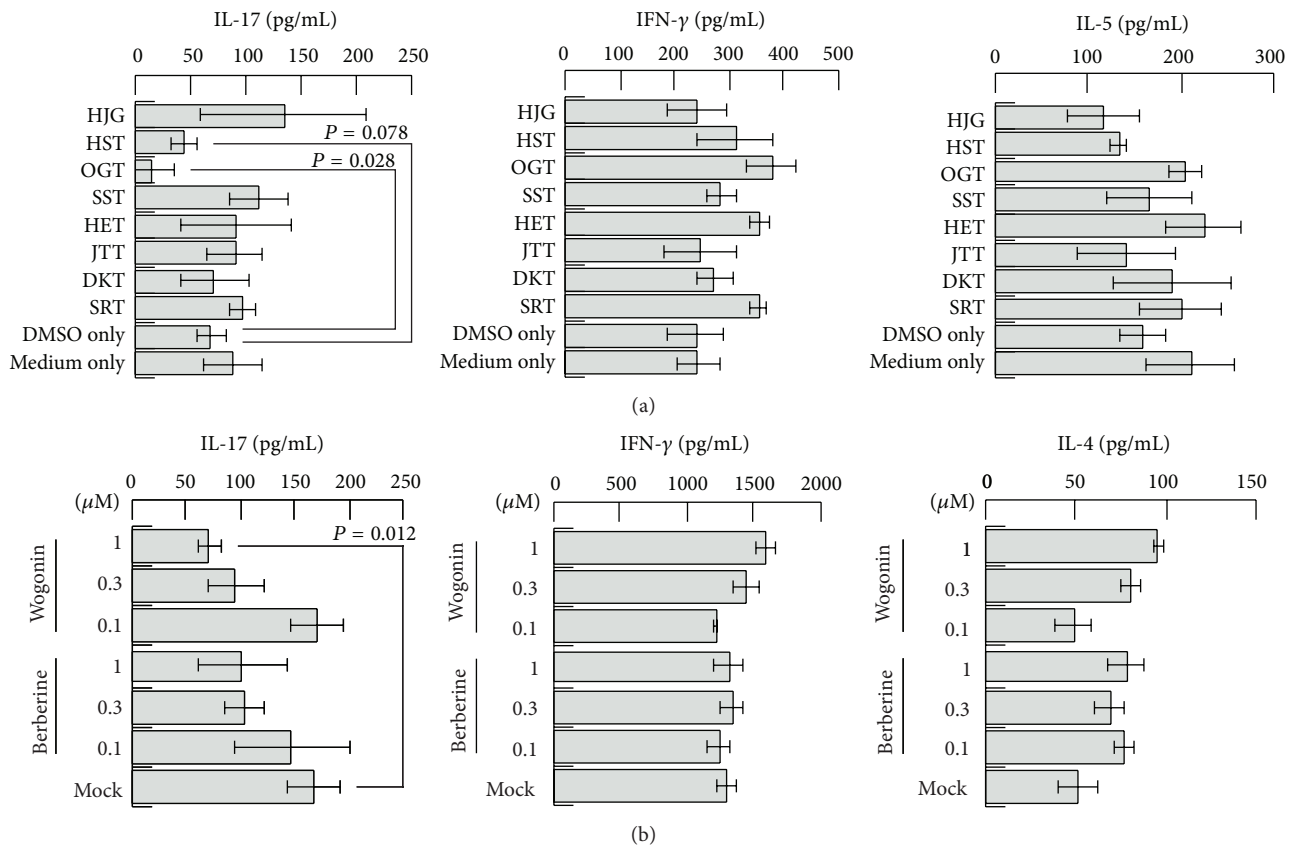 IL-17 (pg/mL)
0 50 100 150 200 250
HJG
HST
OGT
SST
HET
JTT
DKT
SRT
DMSO only
Medium only
P = 0.078
P = 0.028
IFN-γ (pg/mL)
0 100 200 300 400 500
HJG
HST
OGT
SST
HET
JTT
DKT
SRT
DMSO only
Medium only
IL-5 (pg/mL)
0 100 200 300
HJG
HST
OGT
SST
HET
JTT
DKT
SRT
DMSO only
Medium only
(a)
IL-17 (pg/mL)
0 50 100 150 200 250
(μM)
P = 0.012
Wogonin
1
0.3
0.1
Berberine
1
0.3
0.1
Mock
IFN-γ (pg/mL)
0 500 1000 1500 2000
(μM)
Wogonin
1
0.3
0.1
Berberine
1
0.3
0.1
Mock
IL-4 (pg/mL)
0 50 100 150
(μM)
Wogonin
1
0.3
0.1
Berberine
1
0.3
0.1
Mock
(b)